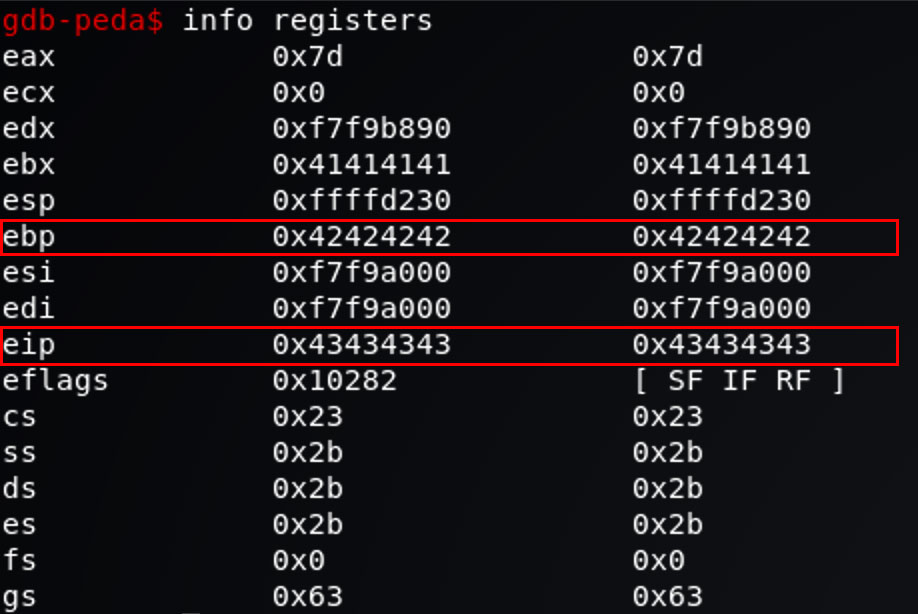 gdb-peda$ info registers
eax 0x7d 0x7d
ecx 0x0 0x0
edx 0xf7f9b890 0xf7f9b890
ebx 0x41414141 0x41414141
esp 0xffffd230 0xffffd230
ebp 0x42424242 0x42424242
esi 0xf7f9a000 0xf7f9a000
edi 0xf7f9a000 0xf7f9a000
eip 0x43434343 0x43434343
eflags 0x10282 [ SF IF RF ]
cs 0x23 0x23
ss 0x2b 0x2b
ds 0x2b 0x2b
es 0x2b 0x2b
fs 0x0 0x0
gs 0x63 0x63